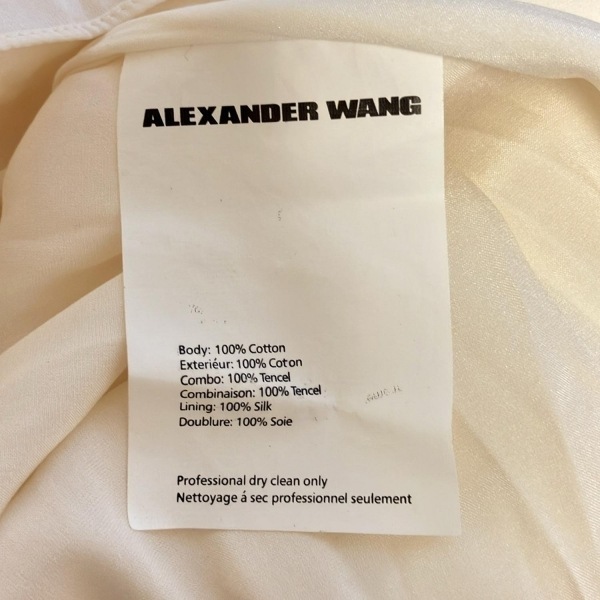 ALEXANDER WANG
Body: 100% Cotton
Exteriéur: 100% Coton
Combo: 100% Tencel
Combinaison: 100% Tencel
Lining: 100% Silk
Doublure: 100% Soie
Professional dry clean only
Nettoyage á sec professionnel seulement